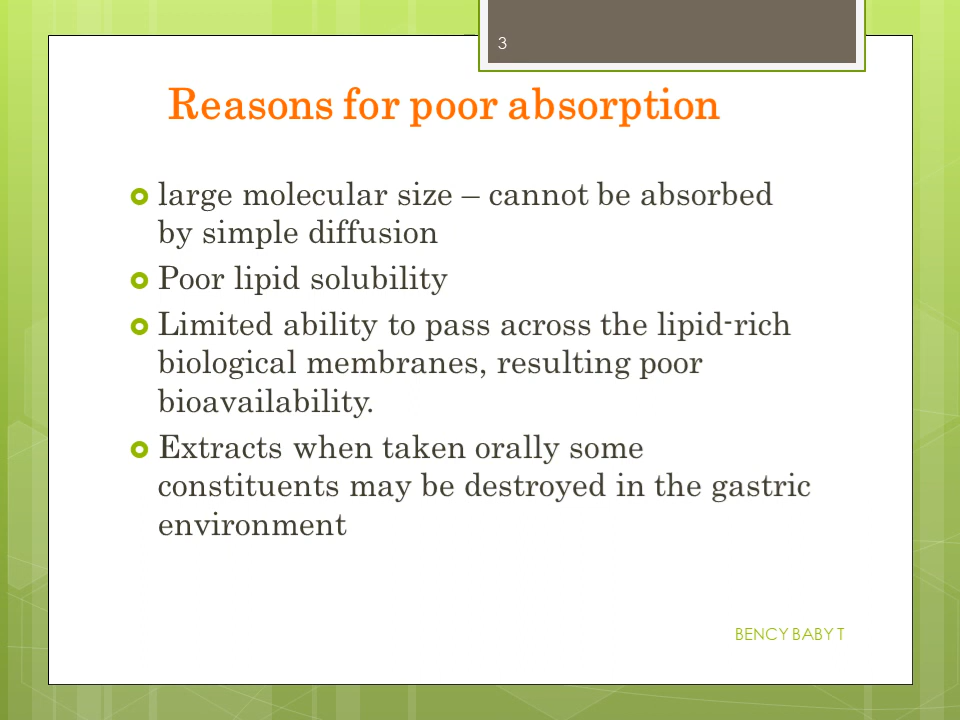 3
Reasons for poor absorption
large molecular size – cannot be absorbed
by simple diffusion
Poor lipid solubility
Limited ability to pass across the lipid-rich
biological membranes, resulting poor
bioavailability.
Extracts when taken orally some
constituents may be destroyed in the gastric
environment
BENCY BABY T